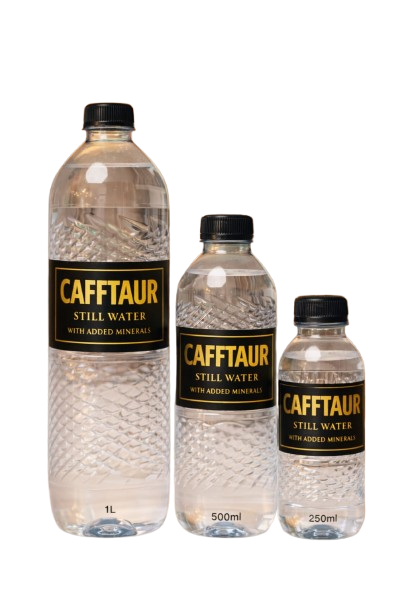 CAFFTAUR
STILL WATER
WITH ADDED MINERALS
1L
CAFFTAUR
STILL WATER
WITH ADDED MINERALS
500ml
CAFFTAUR
STILL WATER
WITH ADDED MINERALS
250ml